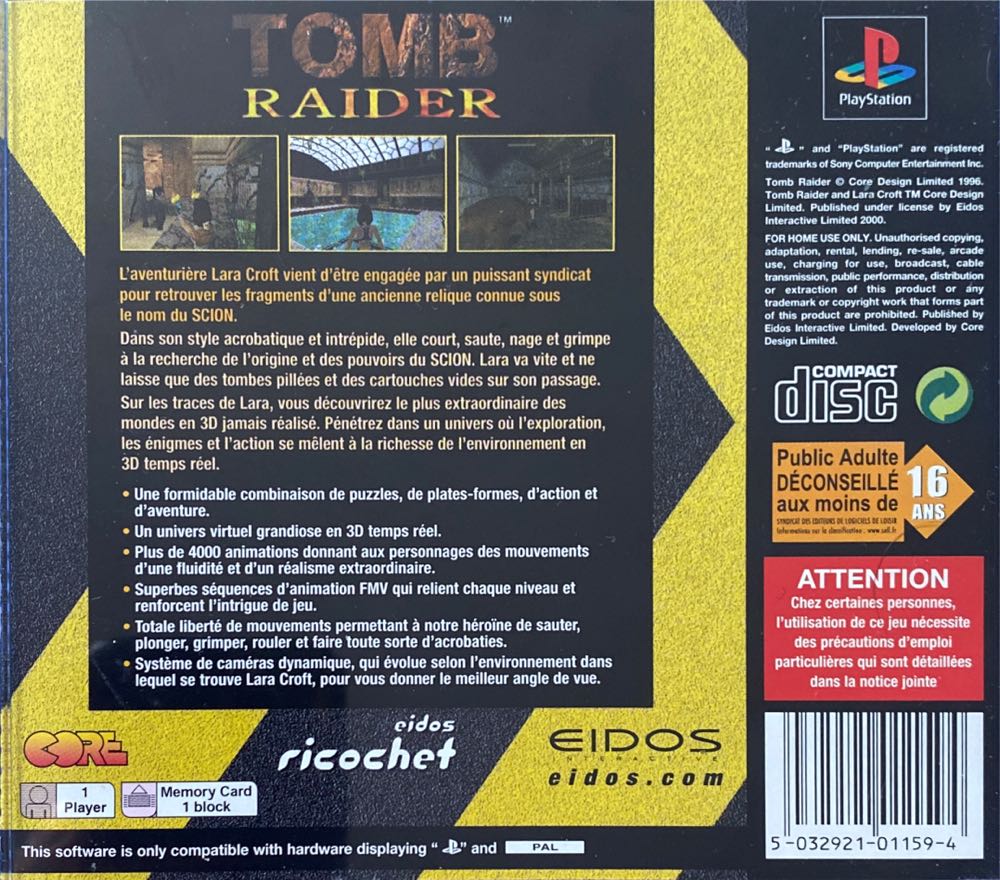 TOMB™
RAIDER
L'aventurière Lara Croft vient d'être engagée par un puissant syndicat
pour retrouver les fragments d'une ancienne relique connue sous
le nom du SCION.
Dans son style acrobatique et intrépide, elle court, saute, nage et grimpe
à la recherche de l'origine et des pouvoirs du SCION. Lara va vite et ne
laisse que des tombes pillées et des cartouches vides sur son passage.
Sur les traces de Lara, vous découvrirez le plus extraordinaire des
mondes en 3D jamais réalisé. Pénétrez dans un univers où l'exploration,
les énigmes et l'action se mêlent à la richesse de l'environnement en
3D temps réel.
• Une formidable combinaison de puzzles, de plates-formes, d'action et
d'aventure.
• Un univers virtuel grandiose en 3D temps réel.
• Plus de 4000 animations donnant aux personnages des mouvements
d'une fluidité et d'un réalisme extraordinaire.
• Superbes séquences d'animation FMV qui relient chaque niveau et
renforcent l'intrigue de jeu.
• Totale liberté de mouvements permettant à notre héroïne de sauter,
plonger, grimper, rouler et faire toute sorte d'acrobaties.
• Système de caméras dynamique, qui évolue selon l'environnement dans
lequel se trouve Lara Croft, pour vous donner le meilleur angle de vue.
CORE
eidos
ricochet
EIDOS
INTERACTIVE
eidos.com
1
Player
Memory Card
1 block
This software is only compatible with hardware displaying " " and PAL
PlayStation
" " and "PlayStation" are registered
trademarks of Sony Computer Entertainment Inc.
Tomb Raider © Core Design Limited 1996.
Tomb Raider and Lara Croft TM Core Design
Limited. Published under license by Eidos
Interactive Limited 2000.
FOR HOME USE ONLY. Unauthorised copying,
adaptation, rental, lending, re-sale, arcade
use, charging for use, broadcast, cable
transmission, public performance, distribution
or extraction of this product or any
trademark or copyright work that forms part
of this product are prohibited. Published by
Eidos Interactive Limited. Developed by Core
Design Limited.
COMPACT
disc
Public Adulte
DÉCONSEILLÉ
aux moins de
16
ANS
SYNDICAT DES EDITEURS DE LOGICIELS DE LOISIR
Informations sur la classification : www.sell.fr
ATTENTION
Chez certaines personnes,
l'utilisation de ce jeu nécessite
des précautions d'emploi
particulières qui sont détaillées
dans la notice jointe
5-032921-01159-4